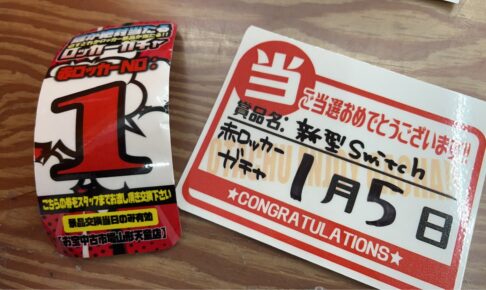 ロッカーガチャ
赤ロッカーNO:
1
こちらの券をスタッフまでお渡し頂き交換下さい
景品交換当日のみ有効
当
ご当選おめでとうございます!!
賞品名: 新型Switch
赤ロッカー
ガチャ
1月5日
★CONGRATULATIONS★